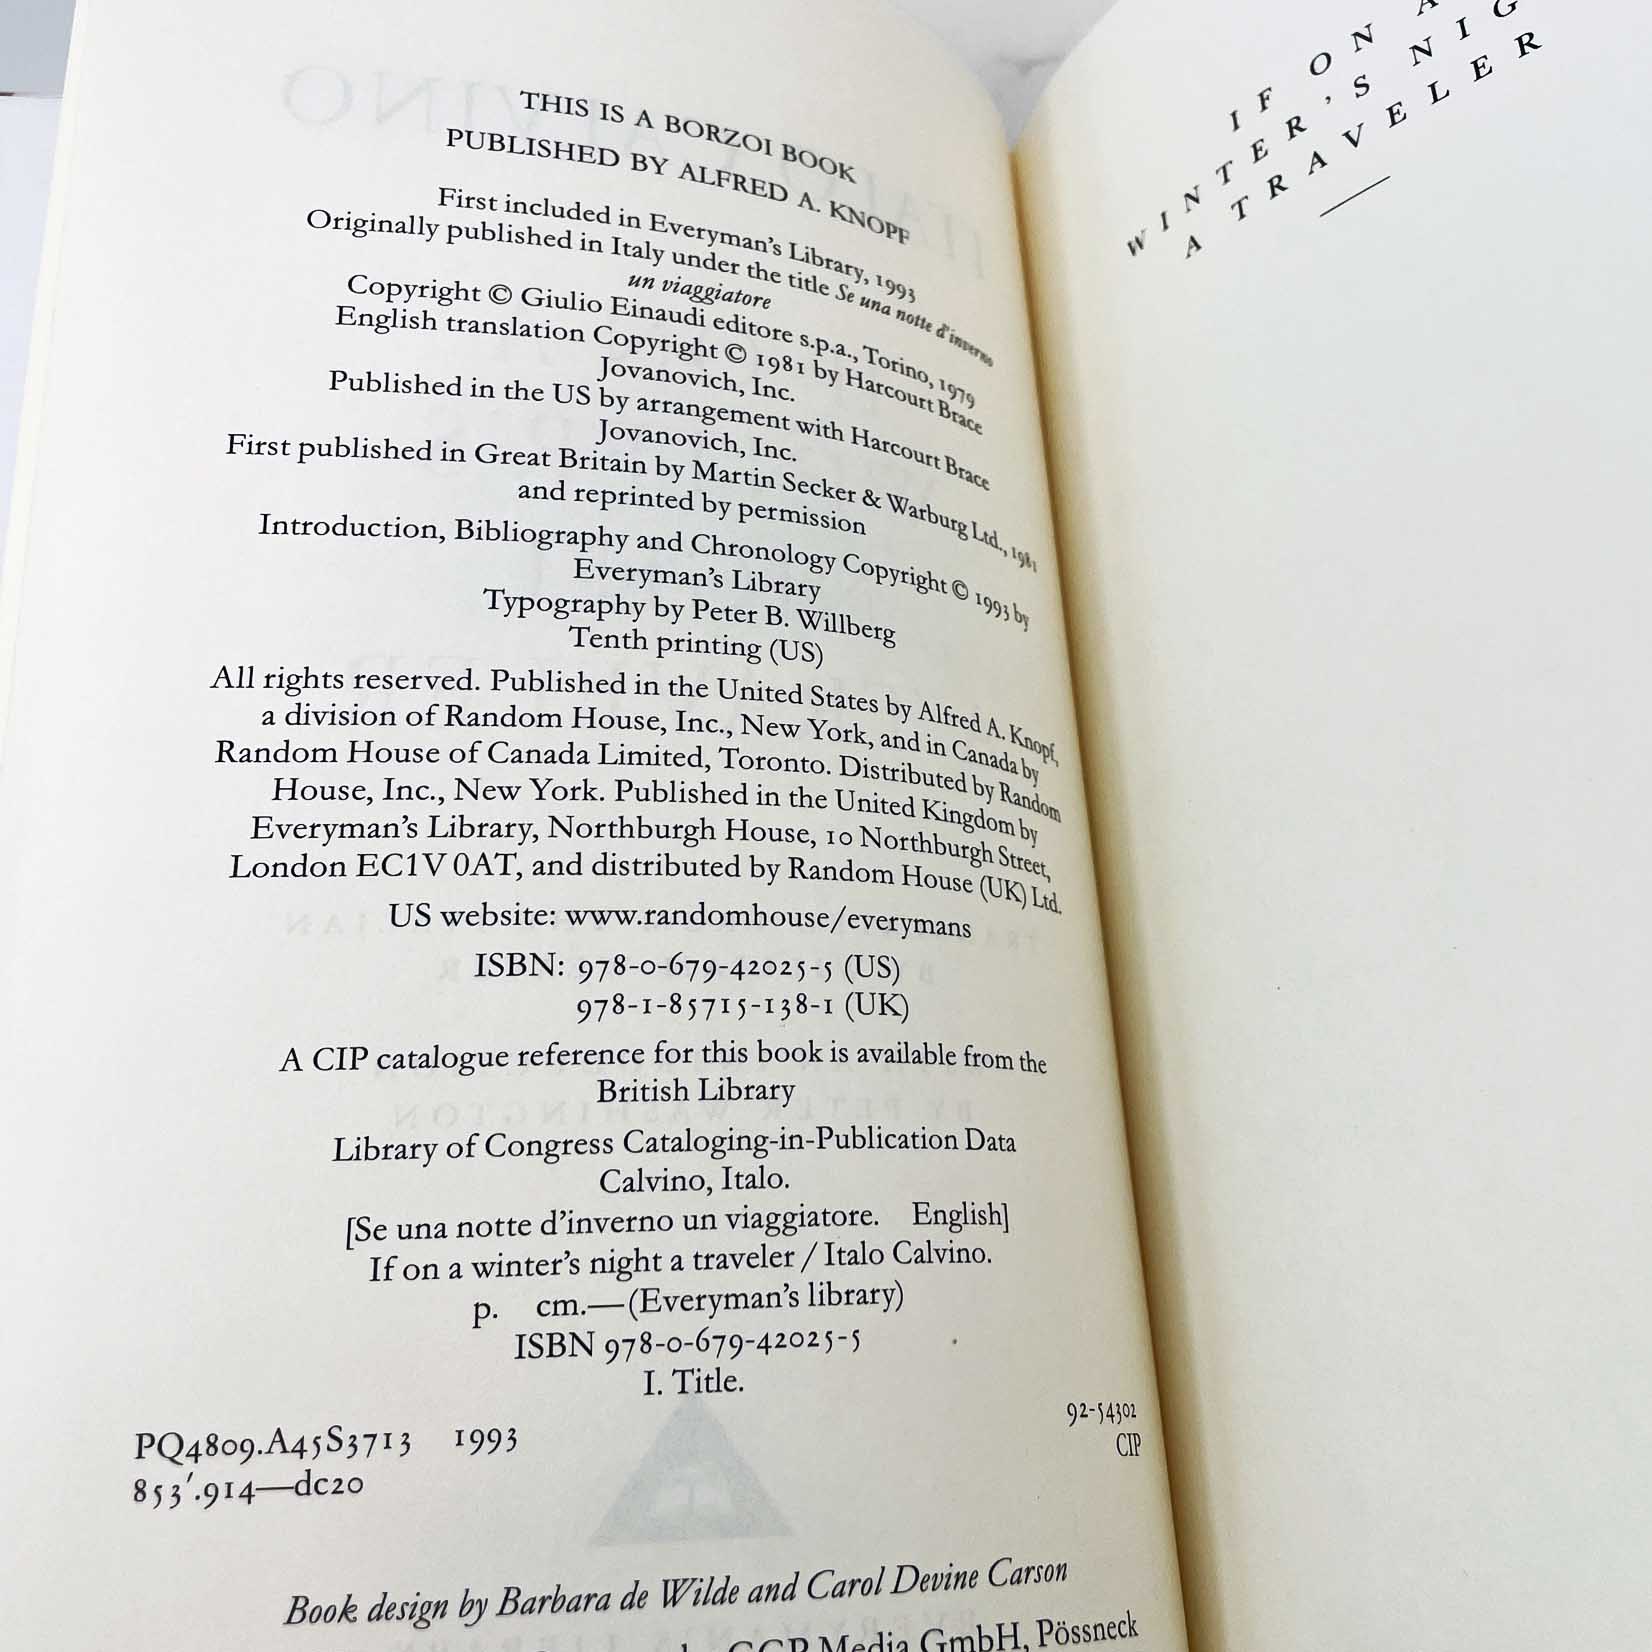 THIS IS A BORZOI BOOK
PUBLISHED BY ALFRED A. KNOPF
First included in Everyman's Library, 1993
Originally published in Italy under the title Se una notte d'inverno
un viaggiatore
Copyright © Giulio Einaudi editore s.p.a., Torino, 1979
English translation Copyright © 1981 by Harcourt Brace
Jovanovich, Inc.
Published in the US by arrangement with Harcourt Brace
Jovanovich, Inc.
First published in Great Britain by Martin Secker & Warburg Ltd., 1981
and reprinted by permission
Introduction, Bibliography and Chronology Copyright © 1993 by
Everyman's Library
Typography by Peter B. Willberg
Tenth printing (US)
All rights reserved. Published in the United States by Alfred A. Knopf,
a division of Random House, Inc., New York, and in Canada by
Random House of Canada Limited, Toronto. Distributed by Random
House, Inc., New York. Published in the United Kingdom by
Everyman's Library, Northburgh House, 10 Northburgh Street,
London EC1V 0AT, and distributed by Random House (UK) Ltd.
US website: www.randomhouse/everymans
ISBN: 978-0-679-42025-5 (US)
978-1-85715-138-1 (UK)
A CIP catalogue reference for this book is available from the
British Library
Library of Congress Cataloging-in-Publication Data
Calvino, Italo.
[Se una notte d'inverno un viaggiatore. English]
If on a winter's night a traveler / Italo Calvino.
p. cm.—(Everyman's library)
ISBN 978-0-679-42025-5
I. Title.
PQ4809.A45S3713 1993
92-54302
853'.914—dc20
CIP
Book design by Barbara de Wilde and Carol Devine Carson
GGP Media GmbH, Pössneck
IF ON A
WINTER'S NIG
A TRAVELER